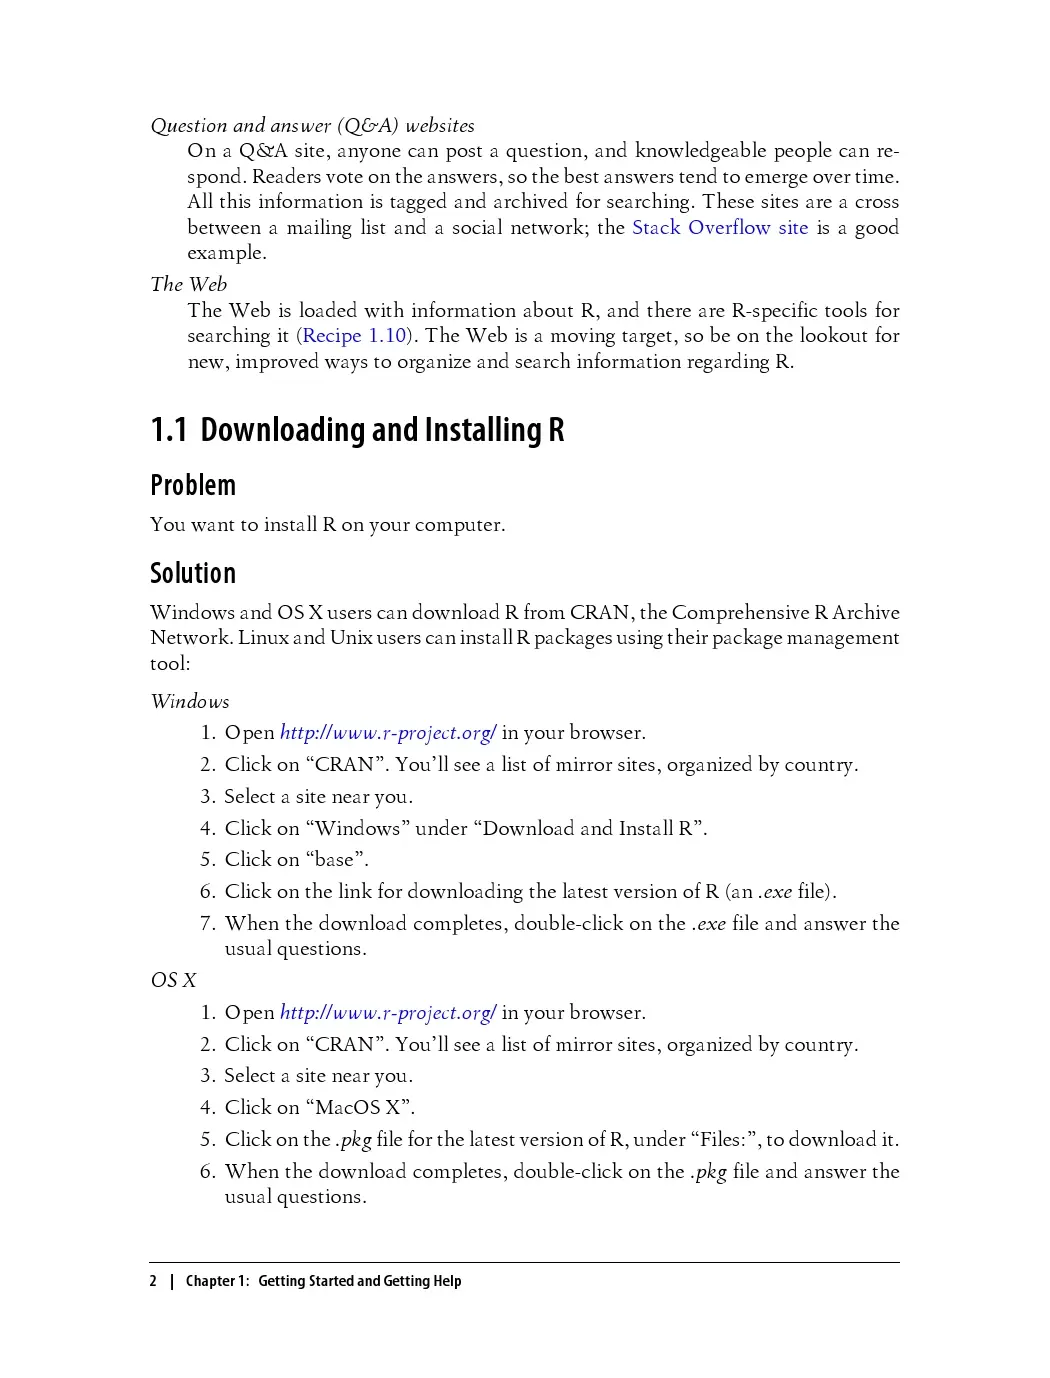 Question and answer (Q&A) websites
On a Q&A site, anyone can post a question, and knowledgeable people can re-
spond. Readers vote on the answers, so the best answers tend to emerge over time.
All this information is tagged and archived for searching. These sites are a cross
between a mailing list and a social network; the Stack Overflow site is a good
example.
The Web
The Web is loaded with information about R, and there are R-specific tools for
searching it (Recipe 1.10). The Web is a moving target, so be on the lookout for
new, improved ways to organize and search information regarding R.
1.1 Downloading and Installing R
Problem
You want to install R on your computer.
Solution
Windows and OS X users can download R from CRAN, the Comprehensive R Archive
Network. Linux and Unix users can install R packages using their package management
tool:
Windows
1. Open http://www.r-project.org/ in your browser.
2. Click on “CRAN”. You’ll see a list of mirror sites, organized by country.
3. Select a site near you.
4. Click on “Windows” under “Download and Install R”.
5. Click on “base”.
6. Click on the link for downloading the latest version of R (an .exe file).
7. When the download completes, double-click on the .exe file and answer the
usual questions.
OS X
1. Open http://www.r-project.org/ in your browser.
2. Click on “CRAN”. You’ll see a list of mirror sites, organized by country.
3. Select a site near you.
4. Click on “MacOS X”.
5. Click on the .pkg file for the latest version of R, under “Files:”, to download it.
6. When the download completes, double-click on the .pkg file and answer the
usual questions.
2 | Chapter 1: Getting Started and Getting Help